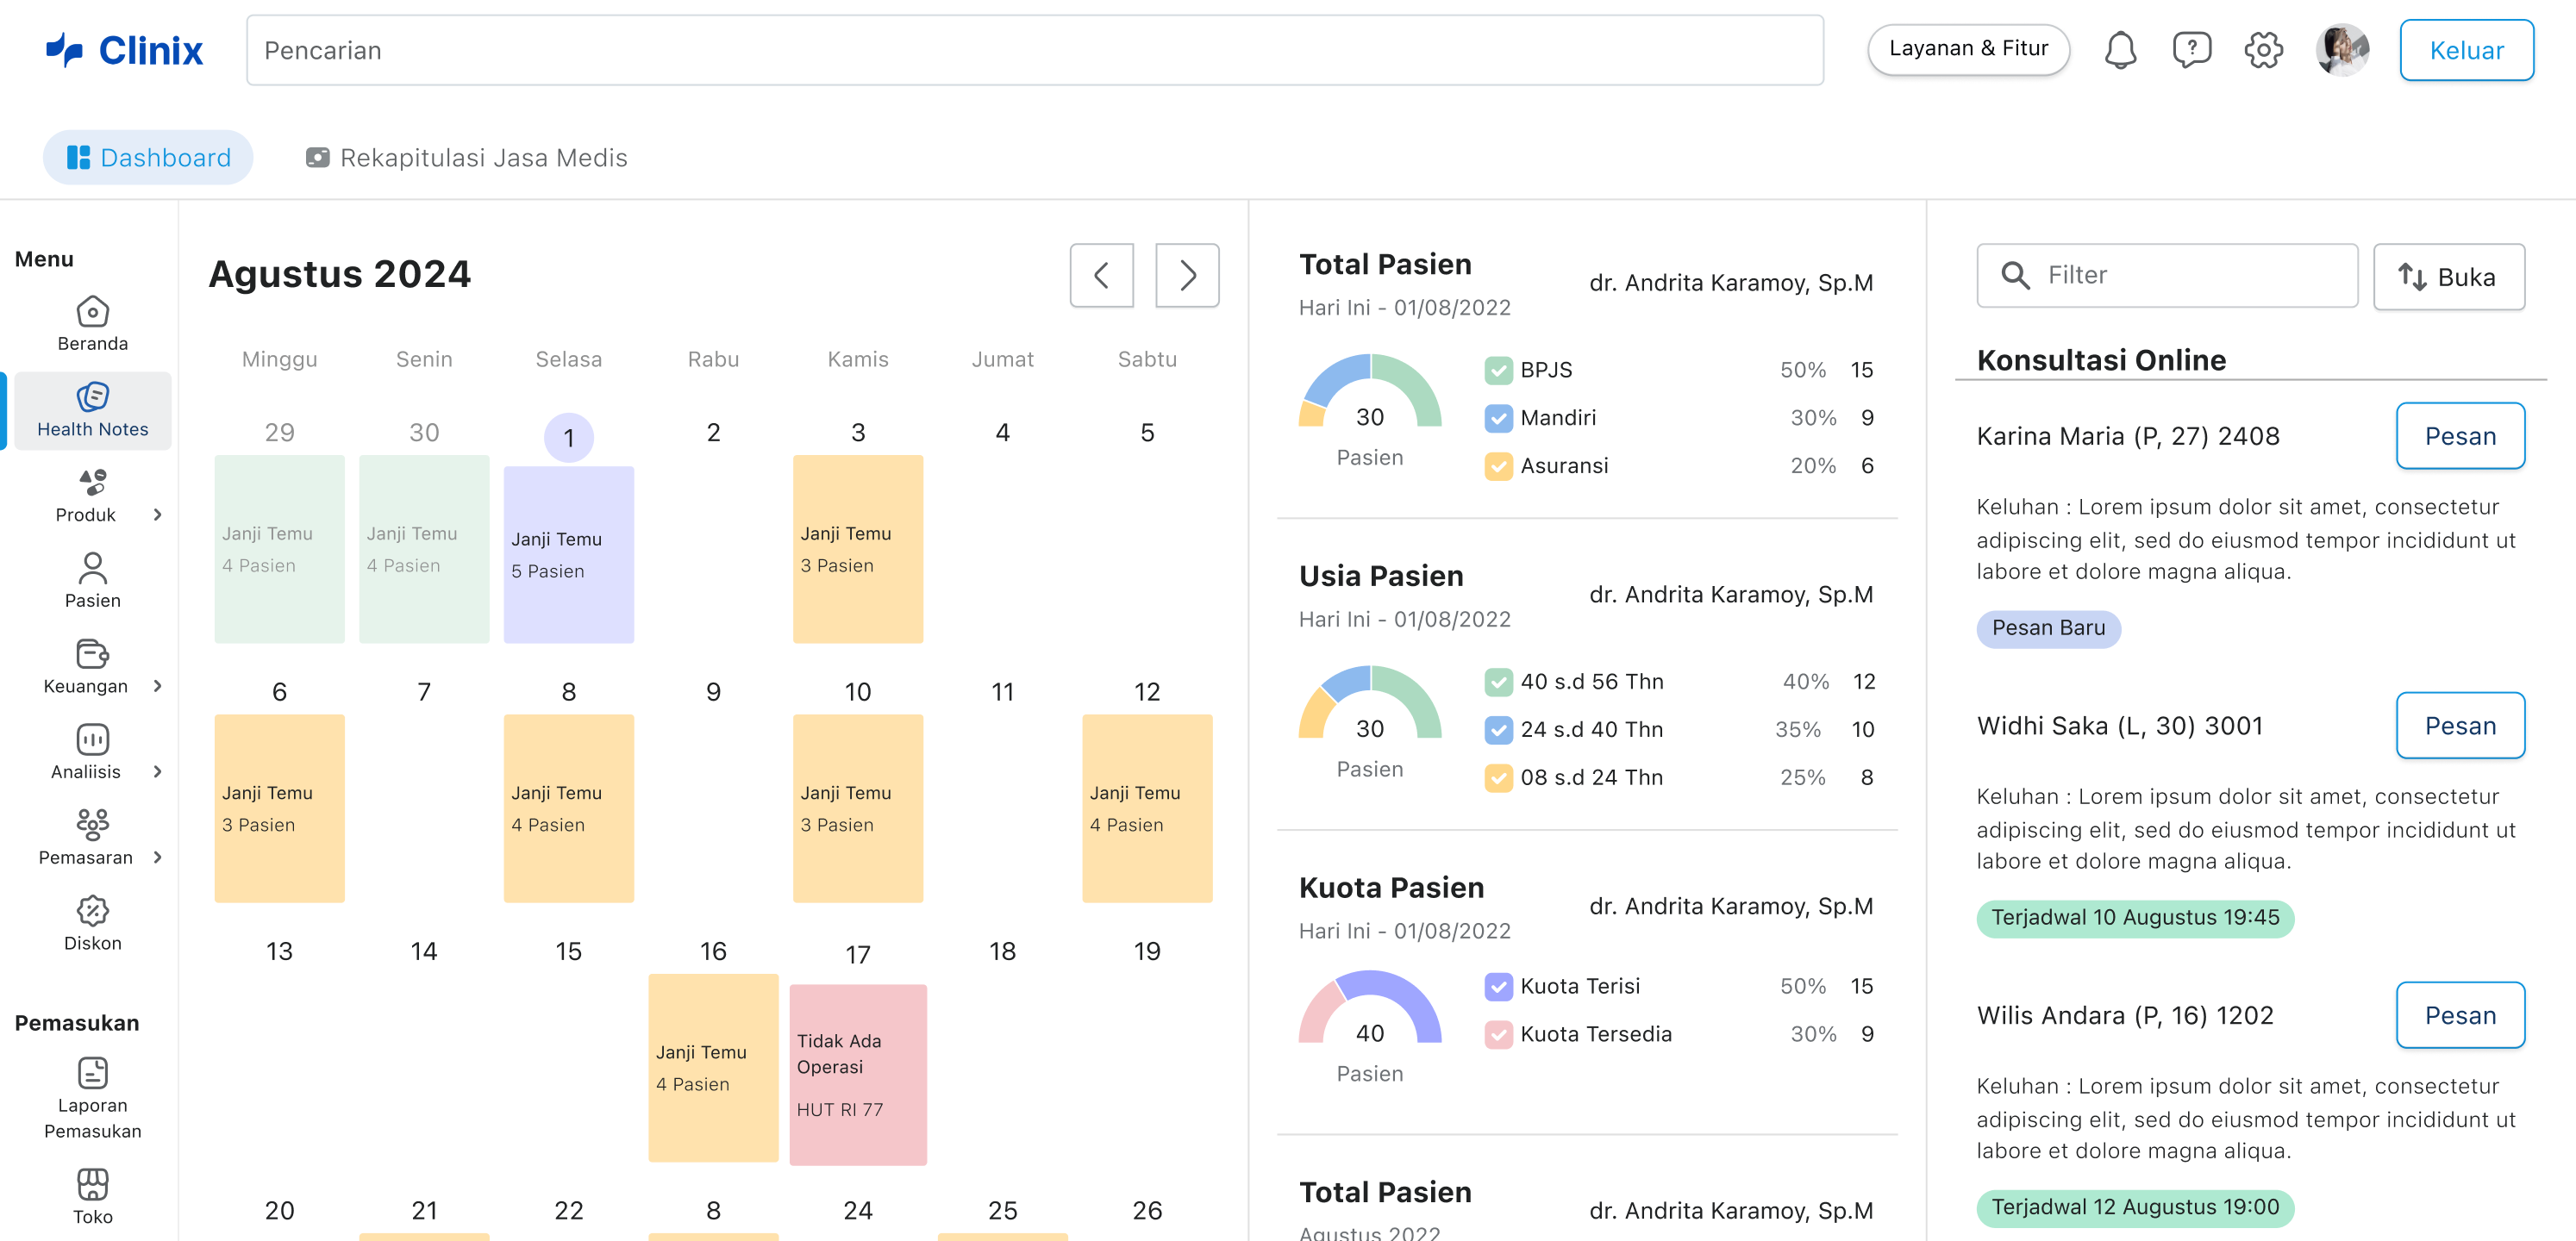 Clinix
Pencarian
Layanan & Fitur
Keluar
Dashboard
Rekapitulasi Jasa Medis
Menu
Beranda
Health Notes
Produk
Pasien
Keuangan
Analiisis
Pemasaran
Diskon
Pemasukan
Laporan
Pemasukan
Toko
Agustus 2024
Minggu Senin Selasa Rabu Kamis Jumat Sabtu
29 30 1 2 3 4 5
Janji Temu
4 Pasien
Janji Temu
4 Pasien
Janji Temu
5 Pasien
Janji Temu
3 Pasien
6 7 8 9 10 11 12
Janji Temu
3 Pasien
Janji Temu
4 Pasien
Janji Temu
3 Pasien
Janji Temu
4 Pasien
13 14 15 16 17 18 19
Janji Temu
4 Pasien
Tidak Ada
Operasi
HUT RI 77
20 21 22 8 24 25 26
Total Pasien
dr. Andrita Karamoy, Sp.M
Hari Ini - 01/08/2022
30
Pasien
BPJS 50% 15
Mandiri 30% 9
Asuransi 20% 6
Usia Pasien
dr. Andrita Karamoy, Sp.M
Hari Ini - 01/08/2022
30
Pasien
40 s.d 56 Thn 40% 12
24 s.d 40 Thn 35% 10
08 s.d 24 Thn 25% 8
Kuota Pasien
dr. Andrita Karamoy, Sp.M
Hari Ini - 01/08/2022
40
Pasien
Kuota Terisi 50% 15
Kuota Tersedia 30% 9
Total Pasien
dr. Andrita Karamoy, Sp.M
Agustus 2022
Filter
Buka
Konsultasi Online
Karina Maria (P, 27) 2408
Pesan
Keluhan : Lorem ipsum dolor sit amet, consectetur
adipiscing elit, sed do eiusmod tempor incididunt ut
labore et dolore magna aliqua.
Pesan Baru
Widhi Saka (L, 30) 3001
Pesan
Keluhan : Lorem ipsum dolor sit amet, consectetur
adipiscing elit, sed do eiusmod tempor incididunt ut
labore et dolore magna aliqua.
Terjadwal 10 Augustus 19:45
Wilis Andara (P, 16) 1202
Pesan
Keluhan : Lorem ipsum dolor sit amet, consectetur
adipiscing elit, sed do eiusmod tempor incididunt ut
labore et dolore magna aliqua.
Terjadwal 12 Augustus 19:00